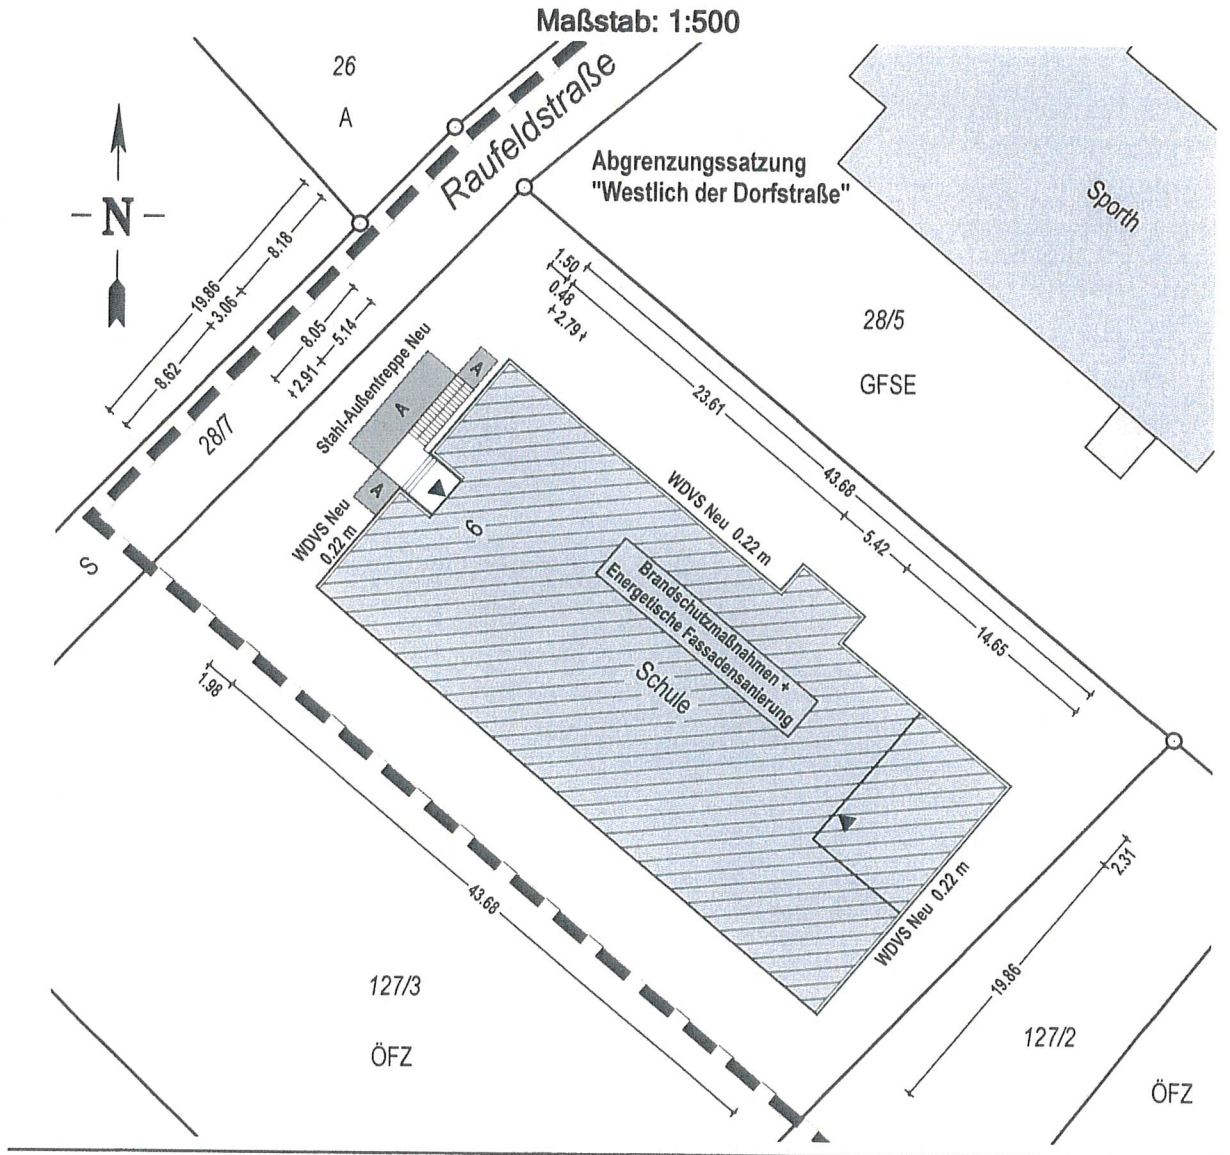 Maßstab: 1:500
26
A
Raufeldstraße
Abgrenzungssatzung
"Westlich der Dorfstraße"
Sporth
N
19.86
8.18
3.06
8.62
8.05
5.14
2.91
1.50
0.48
2.79
28/5
GFSE
Stahl-Außentreppe Neu
A
A
A
28/7
23.61
43.68
5.42
14.65
WDVS Neu 0.22 m
WDVS Neu
0.22 m
6
S
Brandschutzmaßnahmen +
Energetische Fassadensanierung
Schule
1.98
43.68
2.31
19.86
WDVS Neu 0.22 m
127/3
ÖFZ
127/2
ÖFZ